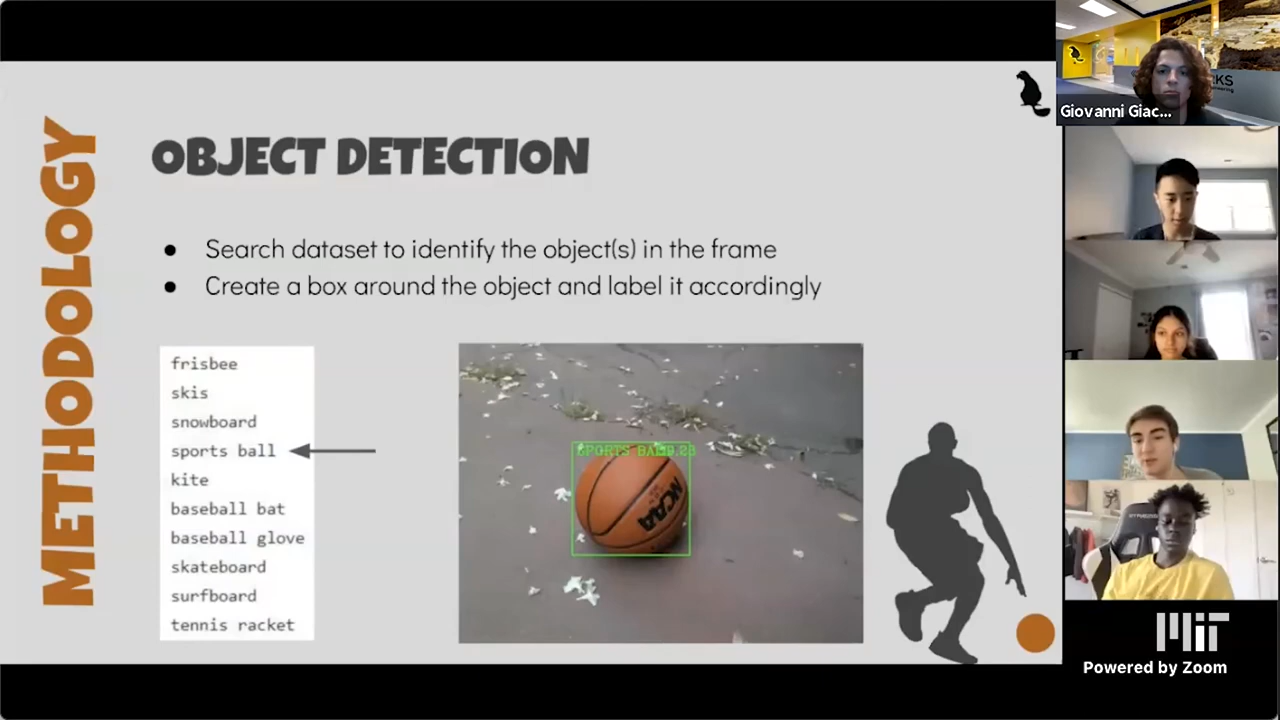 METHODOLOGY
OBJECT DETECTION
● Search dataset to identify the object(s) in the frame
● Create a box around the object and label it accordingly
frisbee
skis
snowboard
sports ball
kite
baseball bat
baseball glove
skateboard
surfboard
tennis racket
SPORTS BALL
NCAA
Giovanni Giac...
MIT
Powered by Zoom